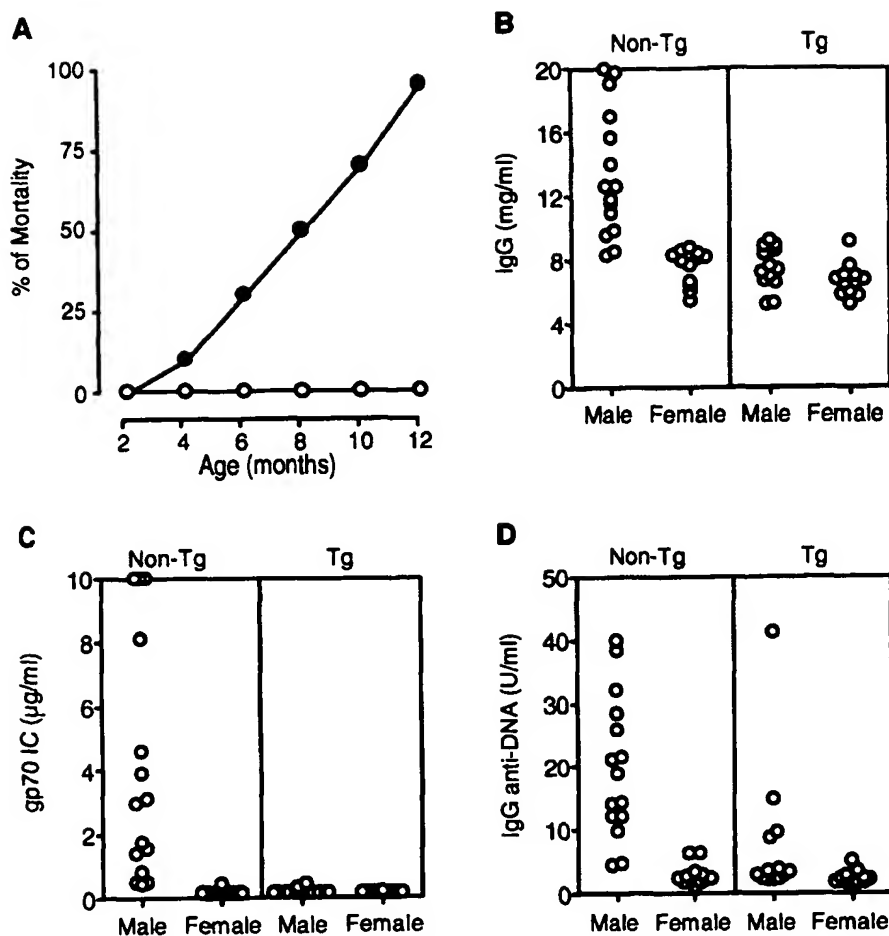 A
% of Mortality
100
75
50
25
0
2 4 6 8 10 12
Age (months)
B
Non-Tg Tg
IgG (mg/ml)
20
16
12
8
4
0
Male Female Male Female
C
Non-Tg Tg
gp70 IC (µg/ml)
10
8
6
4
2
0
Male Female Male Female
D
Non-Tg Tg
IgG anti-DNA (U/ml)
50
40
30
20
10
0
Male Female Male Female